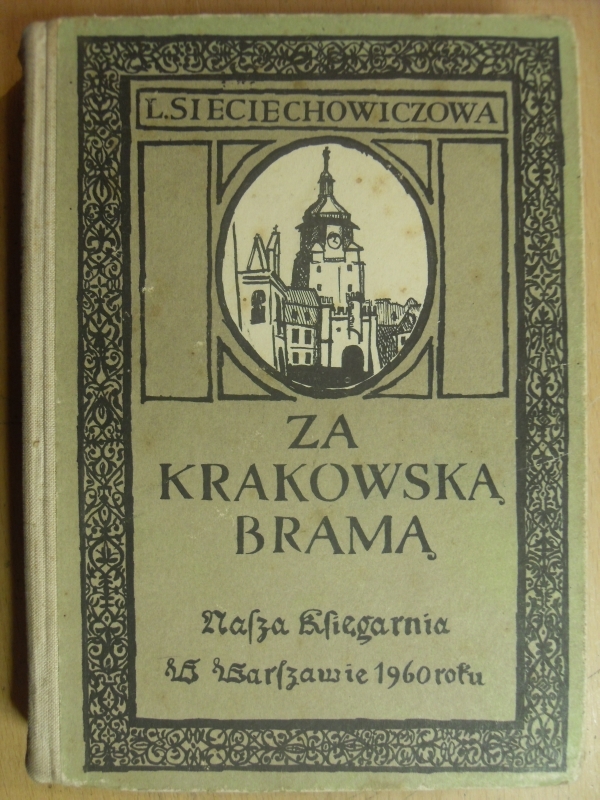 L.SIECIECHOWICZOWA
ZA
KRAKOWSKĄ
BRAMĄ
Nasza Księgarnia
W Warszawie 1960 roku